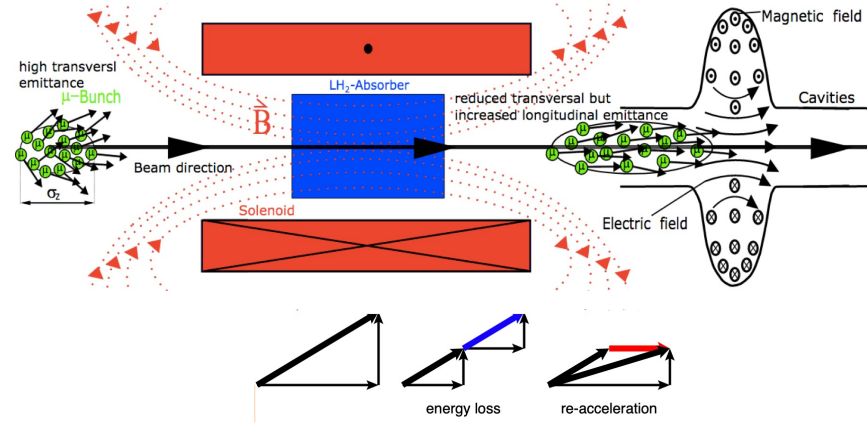 high transversl
emittance
μ−Bunch
LH2-Absorber
B
reduced transversal but
increased longitudinal emittance
Magnetic field
Cavities
Beam direction
σz
Solenoid
Electric field
μ μ μ μ μ μ μ μ μ μ μ μ μ
μ μ μ μ μ μ μ μ μ μ μ μ μ
energy loss
re-acceleration